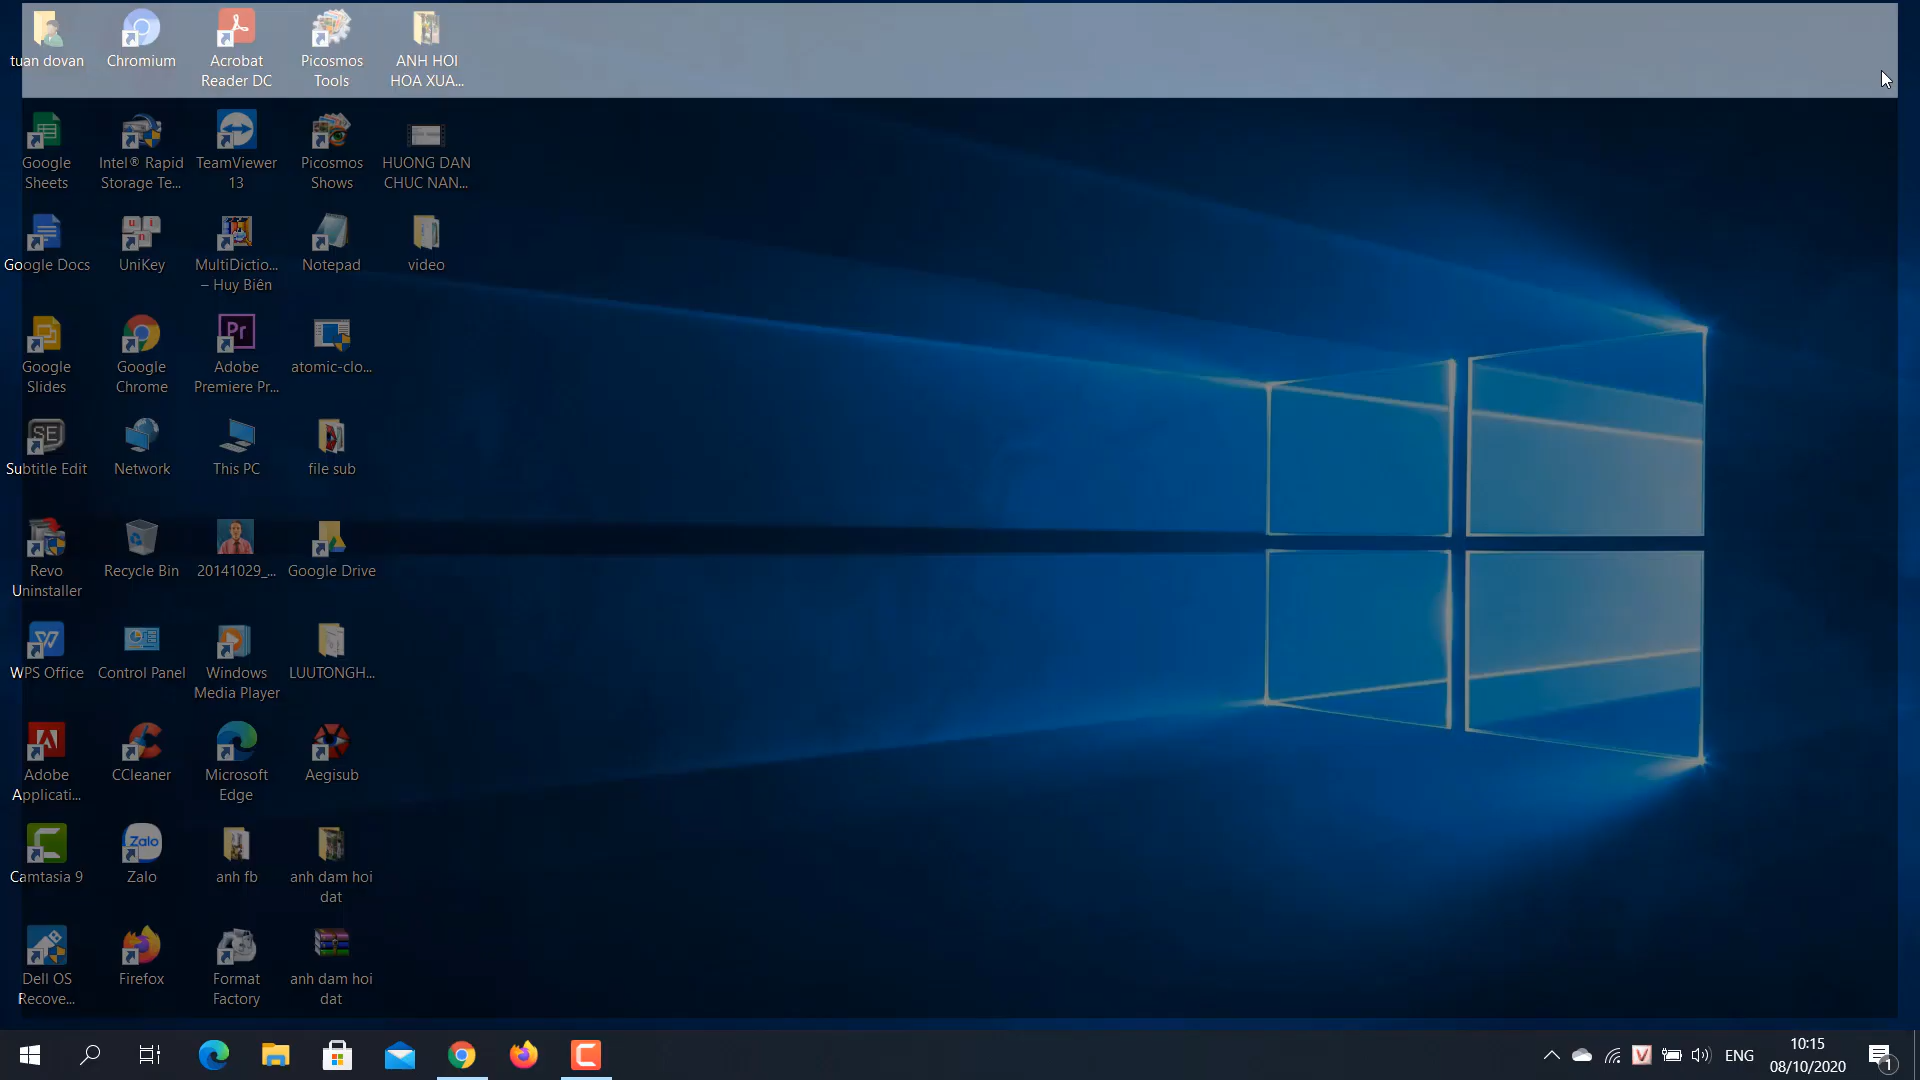 tuan dovan
Chromium
Acrobat
Reader DC
Picosmos
Tools
ANH HOI
HOA XUA...
Google
Sheets
Intel® Rapid
Storage Te...
TeamViewer
13
Picosmos
Shows
HUONG DAN
CHUC NAN...
Google Docs
UniKey
MultiDictio...
– Huy Biên
Notepad
video
Google
Slides
Google
Chrome
Adobe
Premiere Pr...
atomic-clo...
Subtitle Edit
Network
This PC
file sub
Revo
Uninstaller
Recycle Bin
20141029_...
Google Drive
WPS Office
Control Panel
Windows
Media Player
LUUTONGH...
Adobe
Applicati...
CCleaner
Microsoft
Edge
Aegisub
Camtasia 9
Zalo
anh fb
anh dam hoi
dat
Dell OS
Recove...
Firefox
Format
Factory
anh dam hoi
dat
ENG
10:15
08/10/2020
1